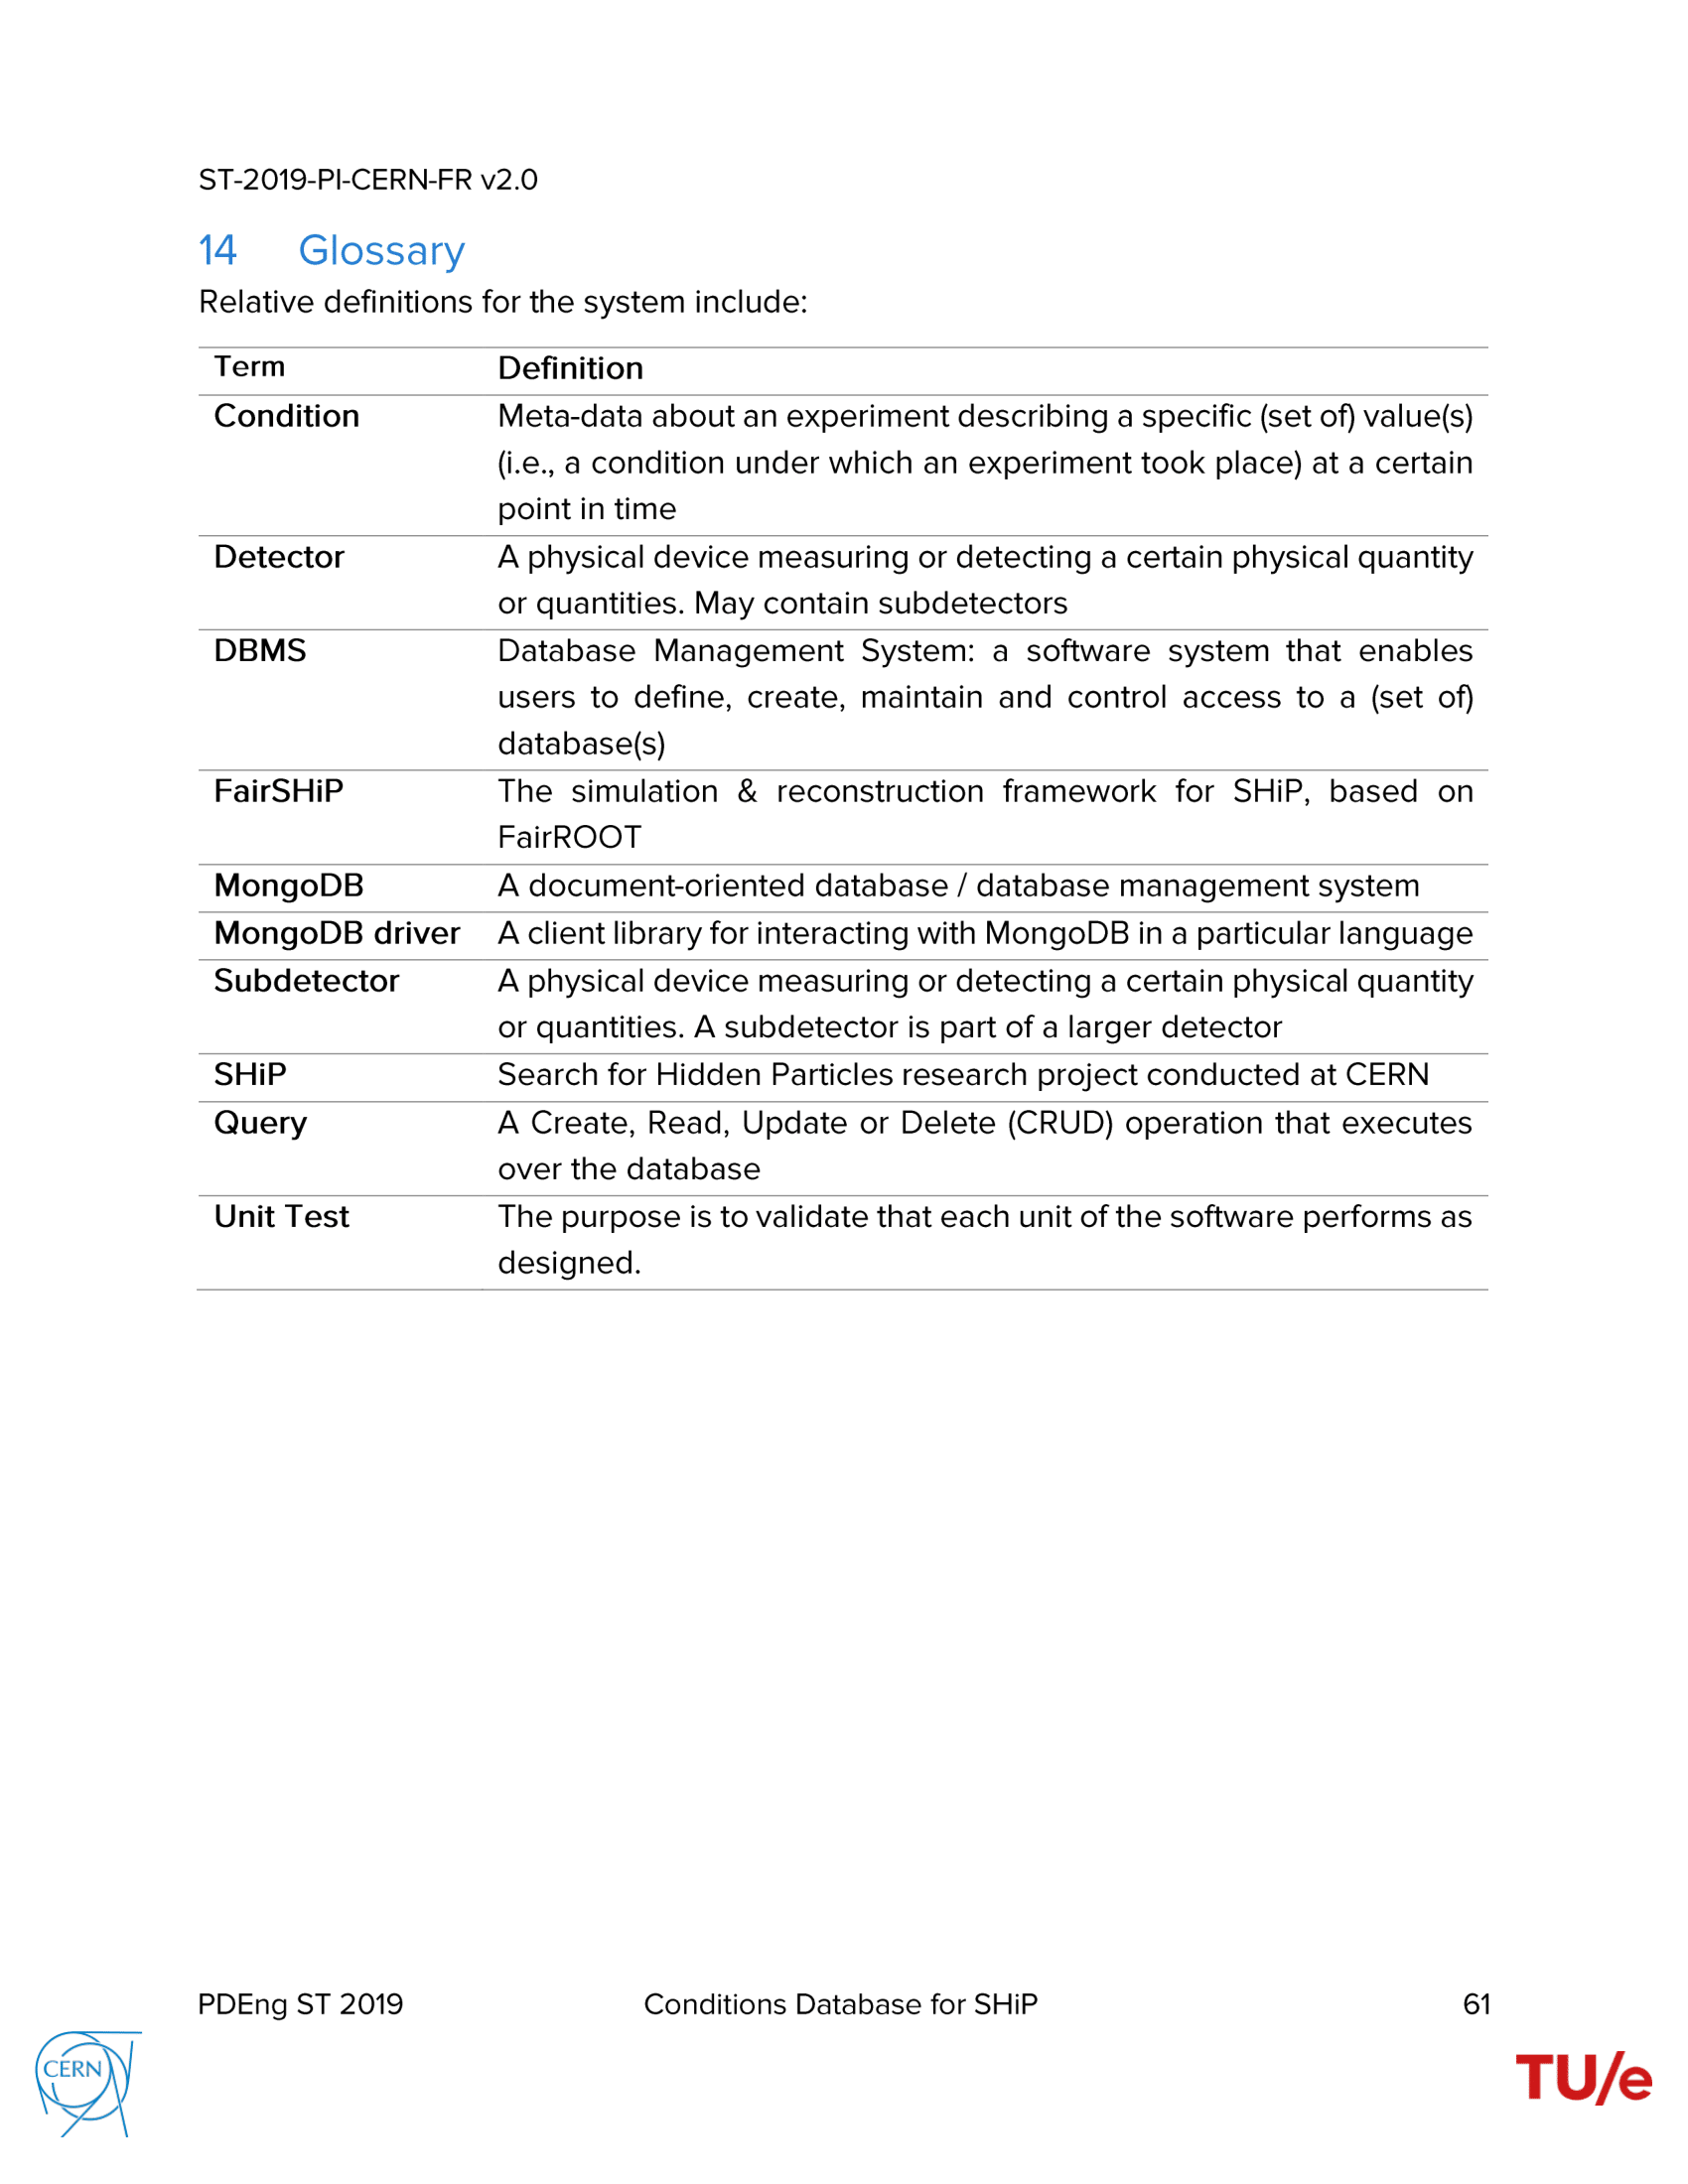 ST-2019-PI-CERN-FR v2.0
14 Glossary
Relative definitions for the system include:
Term Definition
Condition Meta-data about an experiment describing a specific (set of) value(s)
(i.e., a condition under which an experiment took place) at a certain
point in time
Detector A physical device measuring or detecting a certain physical quantity
or quantities. May contain subdetectors
DBMS Database Management System: a software system that enables
users to define, create, maintain and control access to a (set of)
database(s)
FairSHiP The simulation & reconstruction framework for SHiP, based on
FairROOT
MongoDB A document-oriented database / database management system
MongoDB driver A client library for interacting with MongoDB in a particular language
Subdetector A physical device measuring or detecting a certain physical quantity
or quantities. A subdetector is part of a larger detector
SHiP Search for Hidden Particles research project conducted at CERN
Query A Create, Read, Update or Delete (CRUD) operation that executes
over the database
Unit Test The purpose is to validate that each unit of the software performs as
designed.
PDEng ST 2019 Conditions Database for SHiP 61
CERN
TU/e